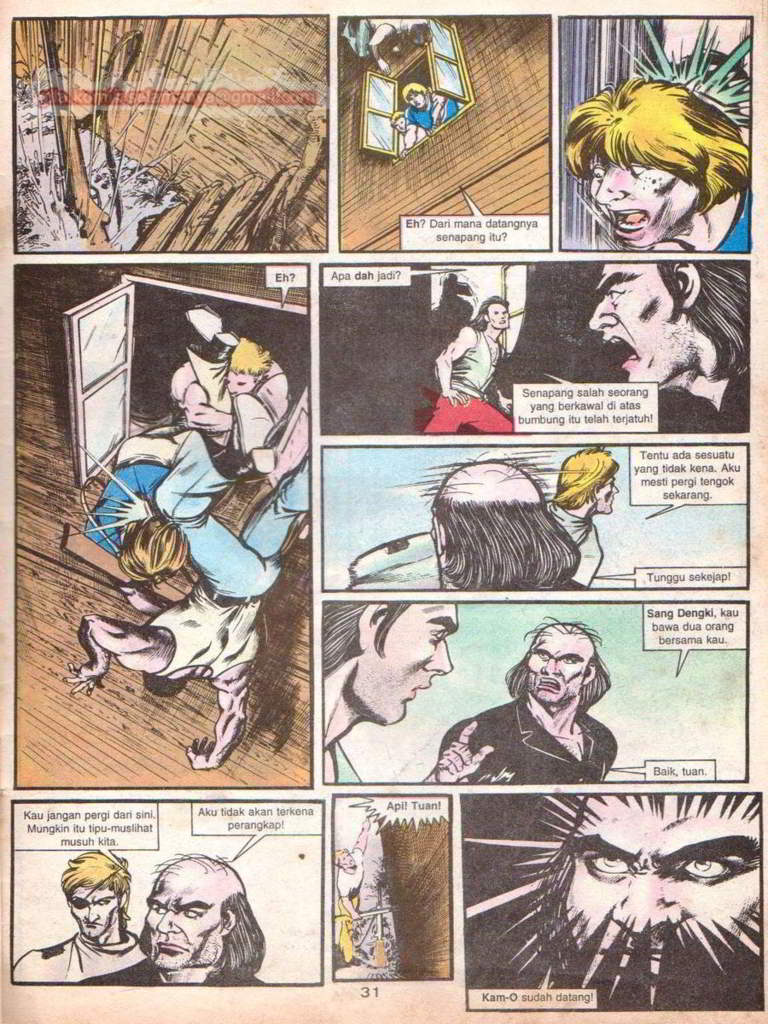 Eh? Dari mana datangnya
senapang itu?
Eh?
Apa dah jadi?
Senapang salah seorang
yang berkawal di atas
bumbung itu telah terjatuh!
Tentu ada sesuatu
yang tidak kena. Aku
mesti pergi tengok
sekarang.
Tunggu sekejap!
Sang Dengki, kau
bawa dua orang
bersama kau.
Baik, tuan.
Kau jangan pergi dari sini.
Mungkin itu tipu-muslihat
musuh kita.
Aku tidak akan terkena
perangkap!
Api! Tuan!
Kam-O sudah datang!
31